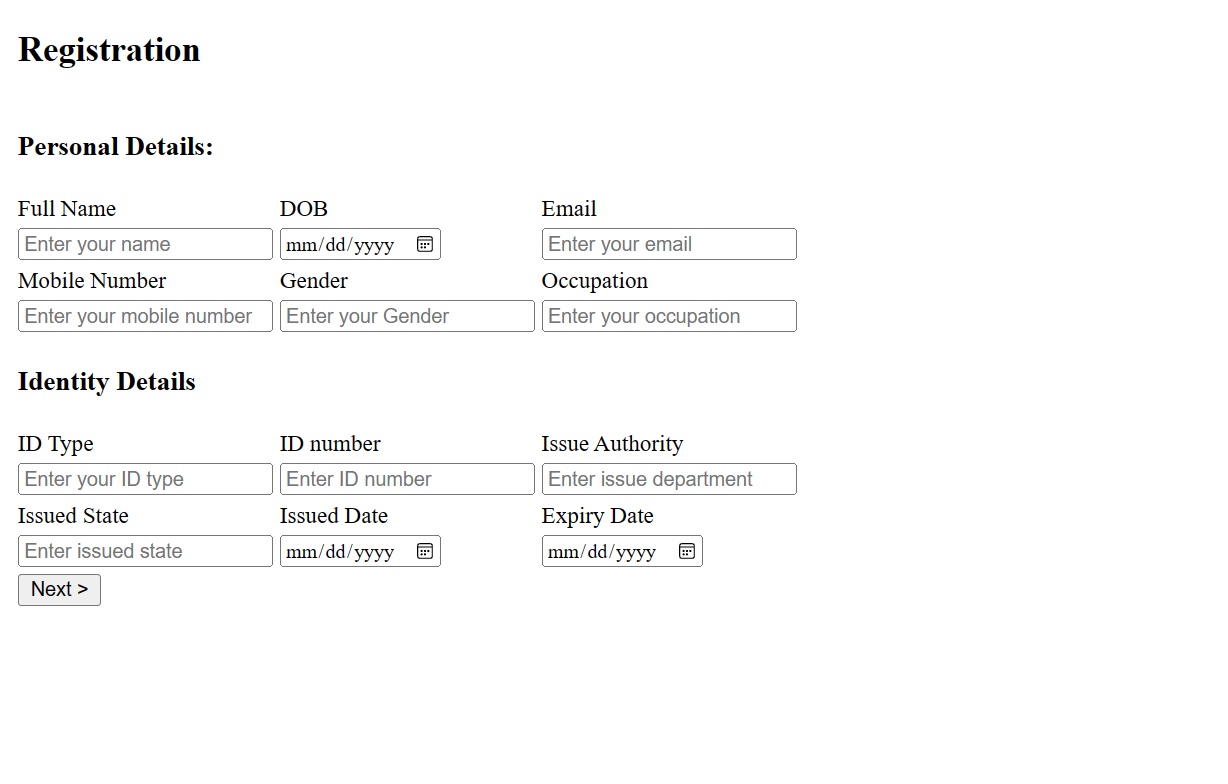 Registration
Personal Details:
Full Name DOB Email
Enter your name mm/dd/yyyy Enter your email
Mobile Number Gender Occupation
Enter your mobile number Enter your Gender Enter your occupation
Identity Details
ID Type ID number Issue Authority
Enter your ID type Enter ID number Enter issue department
Issued State Issued Date Expiry Date
Enter issued state mm/dd/yyyy mm/dd/yyyy
Next >